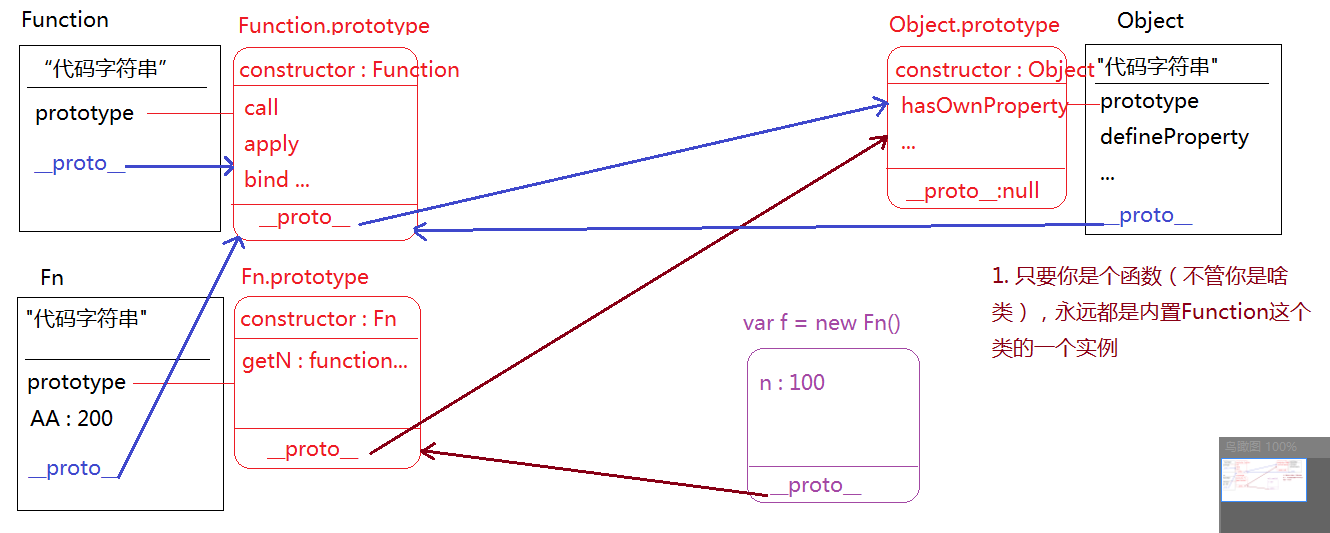 Function
“代码字符串”
prototype
__proto__
Function.prototype
constructor : Function
call
apply
bind ...
__proto__
Object.prototype
constructor : Object
hasOwnProperty
...
__proto__:null
Object
"代码字符串"
prototype
defineProperty
...
__proto__
Fn
"代码字符串"
prototype
AA : 200
__proto__
Fn.prototype
constructor : Fn
getN : function...
__proto__
var f = new Fn()
n : 100
__proto__
1. 只要你是个函数（不管你是啥
类），永远都是内置Function这个
类的一个实例
鸟瞰图 100%